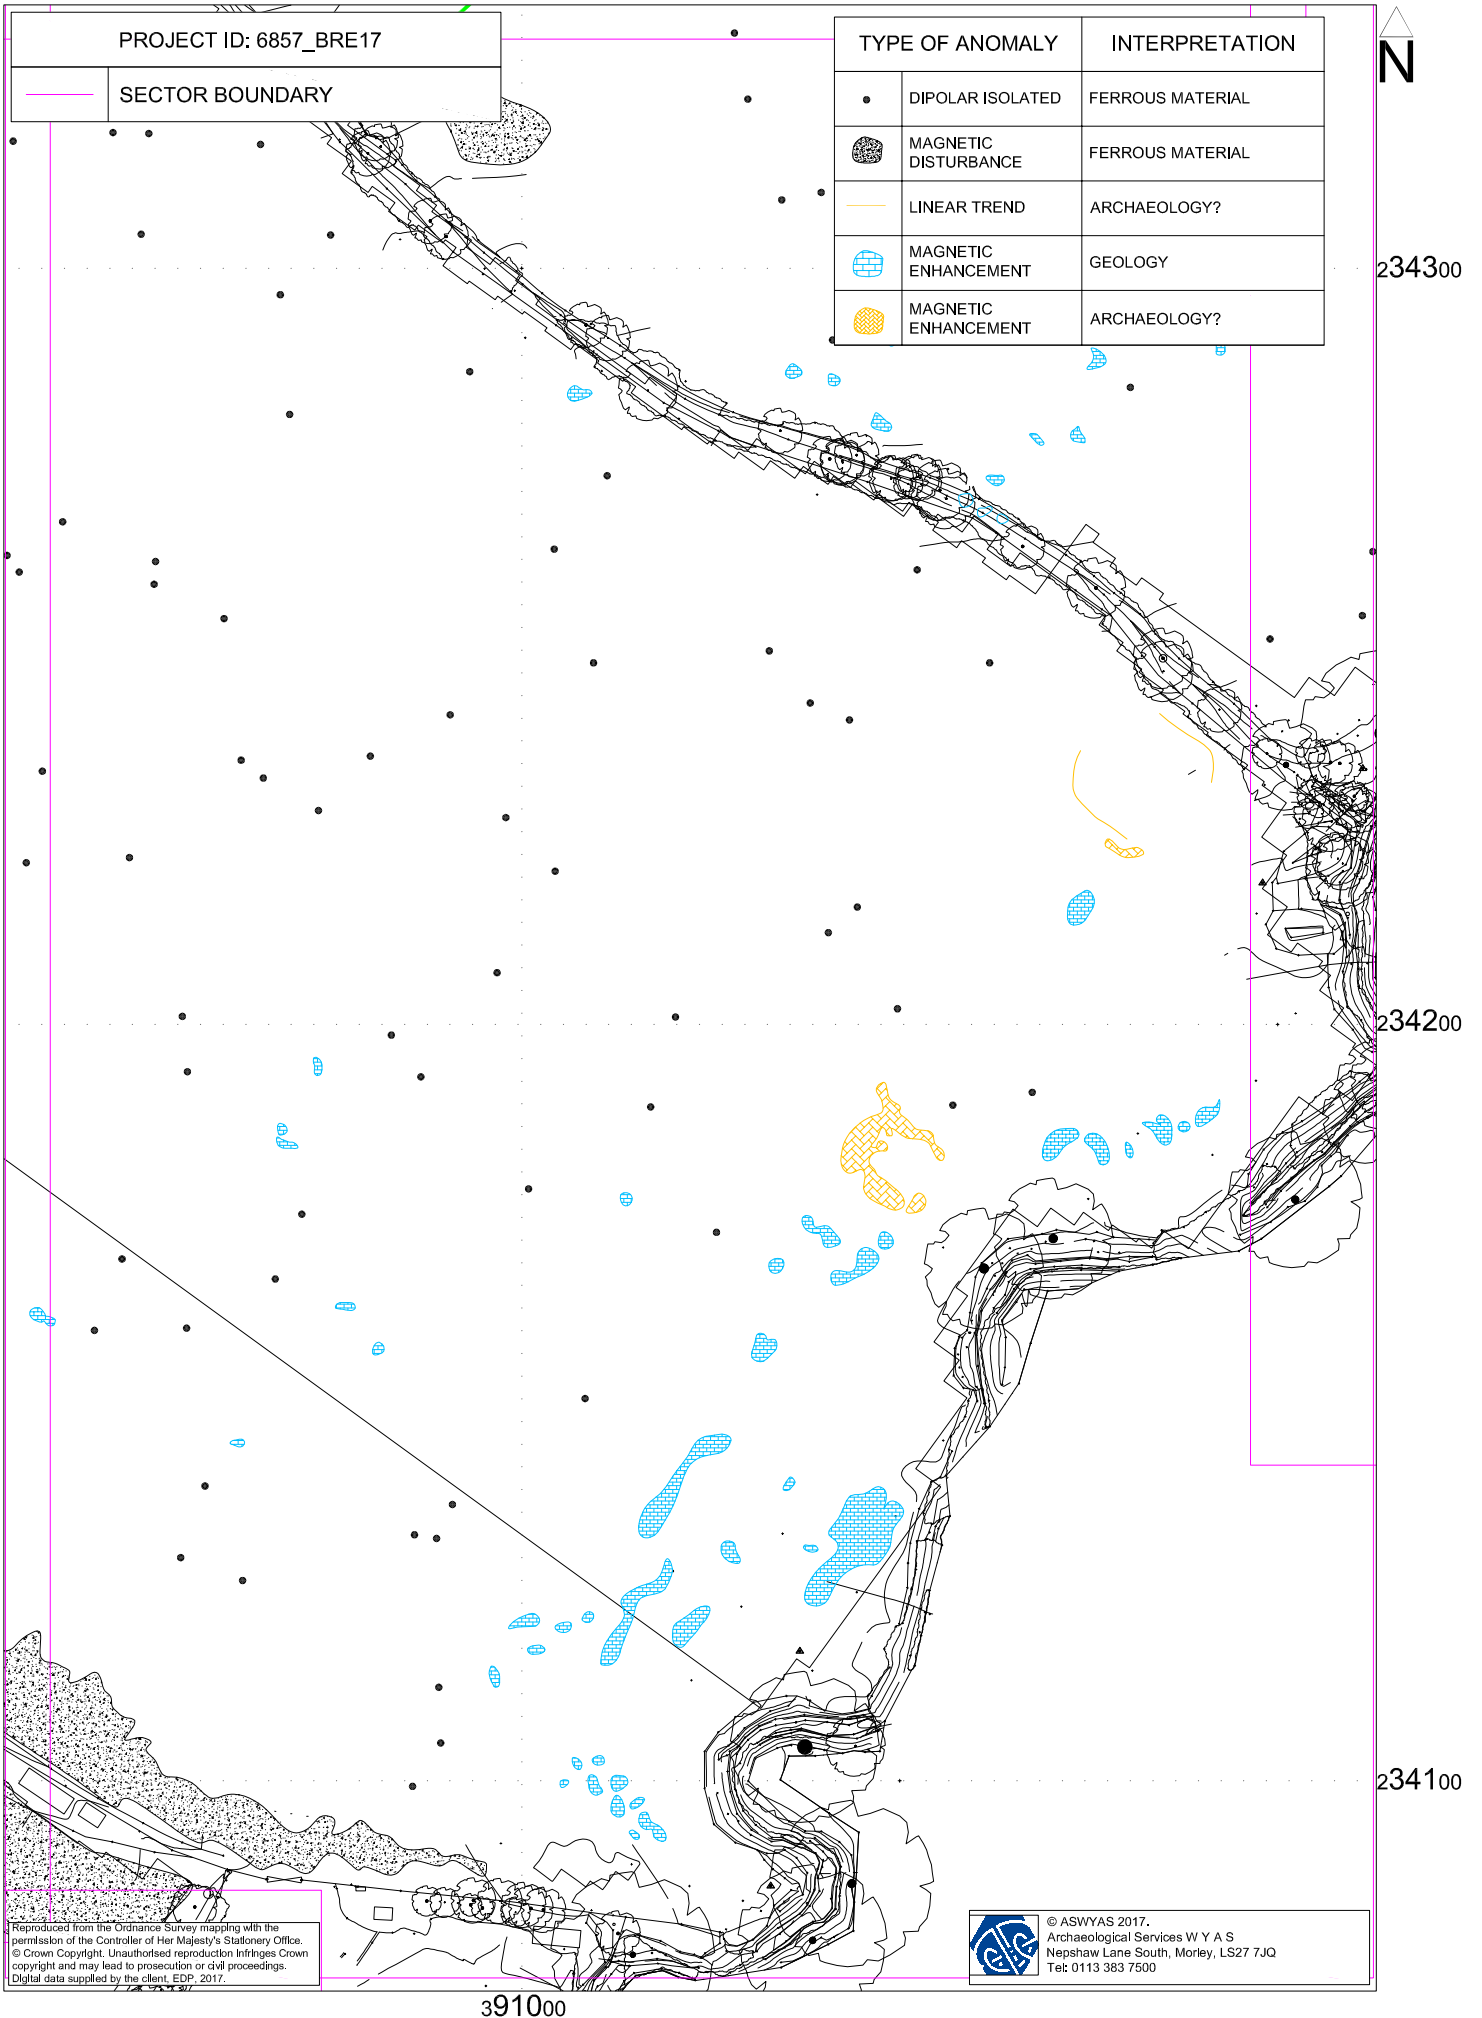 PROJECT ID: 6857_BRE17
SECTOR BOUNDARY
TYPE OF ANOMALY INTERPRETATION
DIPOLAR ISOLATED FERROUS MATERIAL
MAGNETIC
DISTURBANCE
FERROUS MATERIAL
LINEAR TREND ARCHAEOLOGY?
MAGNETIC
ENHANCEMENT
GEOLOGY
MAGNETIC
ENHANCEMENT
ARCHAEOLOGY?
N
234300
234200
234100
391000
Reproduced from the Ordnance Survey mapping with the
permission of the Controller of Her Majesty's Stationery Office.
© Crown Copyright. Unauthorised reproduction infringes Crown
copyright and may lead to prosecution or civil proceedings.
Digital data supplied by the client, EDP, 2017.
© ASWYAS 2017.
Archaeological Services W Y A S
Nepshaw Lane South, Morley, LS27 7JQ
Tel: 0113 383 7500